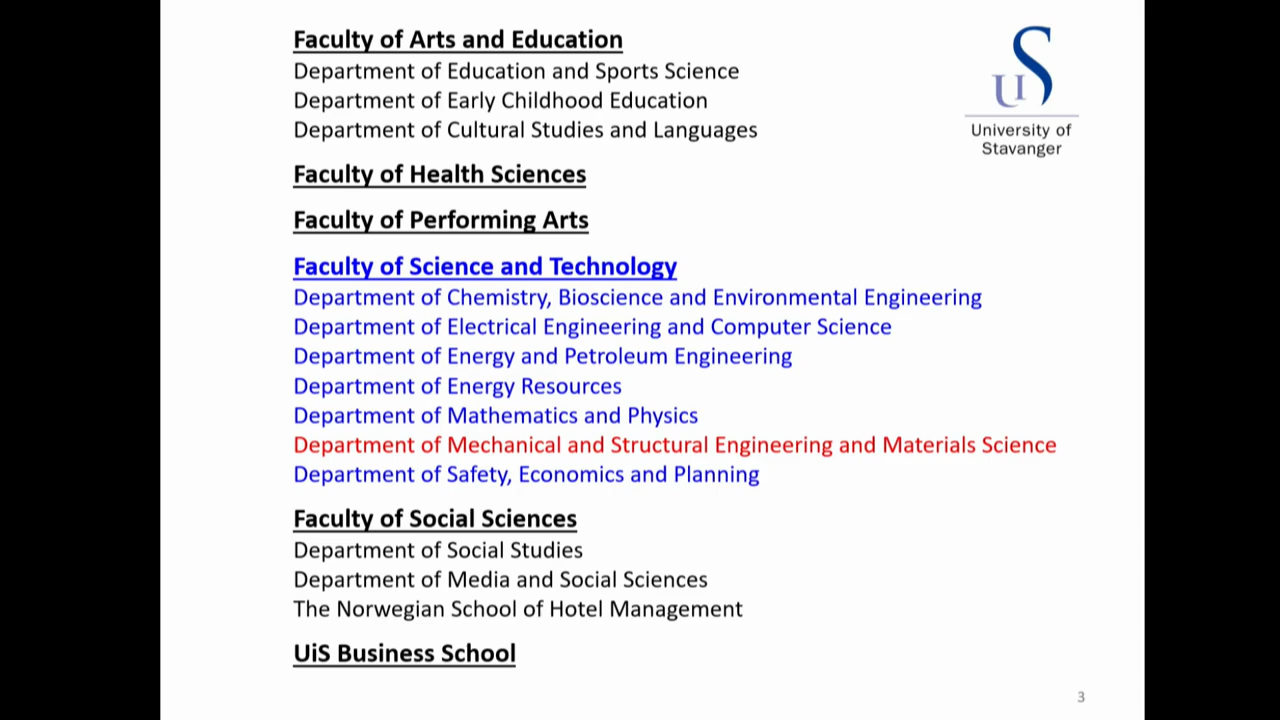 Faculty of Arts and Education
Department of Education and Sports Science
Department of Early Childhood Education
Department of Cultural Studies and Languages
Faculty of Health Sciences
Faculty of Performing Arts
Faculty of Science and Technology
Department of Chemistry, Bioscience and Environmental Engineering
Department of Electrical Engineering and Computer Science
Department of Energy and Petroleum Engineering
Department of Energy Resources
Department of Mathematics and Physics
Department of Mechanical and Structural Engineering and Materials Science
Department of Safety, Economics and Planning
Faculty of Social Sciences
Department of Social Studies
Department of Media and Social Sciences
The Norwegian School of Hotel Management
UiS Business School
UiS
University of
Stavanger
3